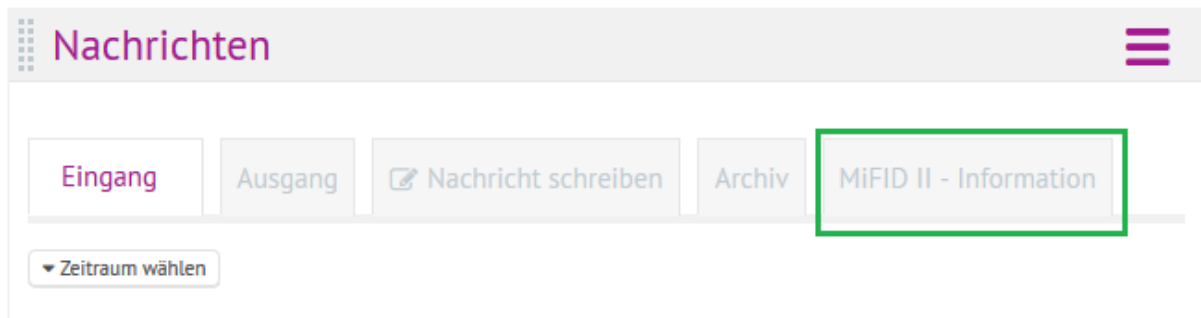 Nachrichten
Eingang Ausgang Nachricht schreiben Archiv MiFID II - Information
Zeitraum wählen